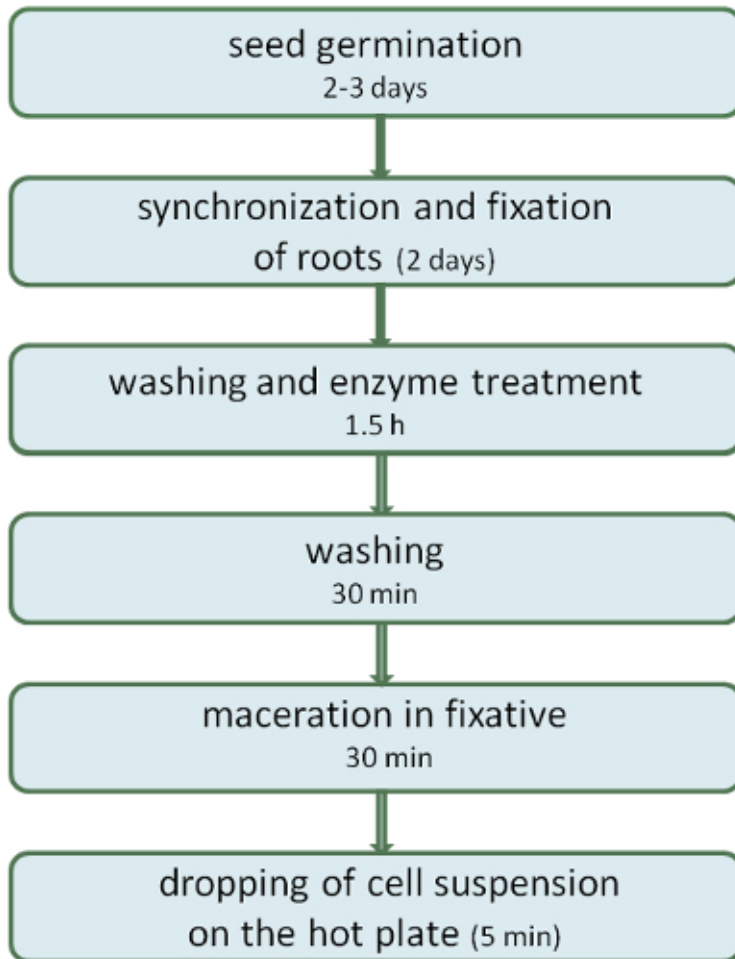 seed germination
2-3 days
synchronization and fixation
of roots (2 days)
washing and enzyme treatment
1.5 h
washing
30 min
maceration in fixative
30 min
dropping of cell suspension
on the hot plate (5 min)